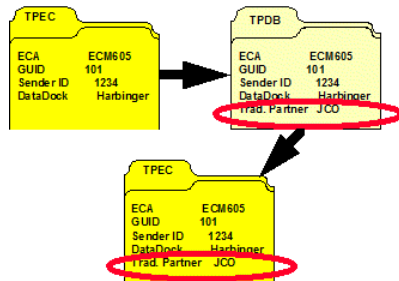 TPEC
ECA ECM605
GUID 101
Sender ID 1234
DataDock Harbinger
TPDB
ECA ECM605
GUID 101
Sender ID 1234
DataDock Harbinger
Trad. Partner JCO
TPEC
ECA ECM605
GUID 101
Sender ID 1234
DataDock Harbinger
Trad. Partner JCO